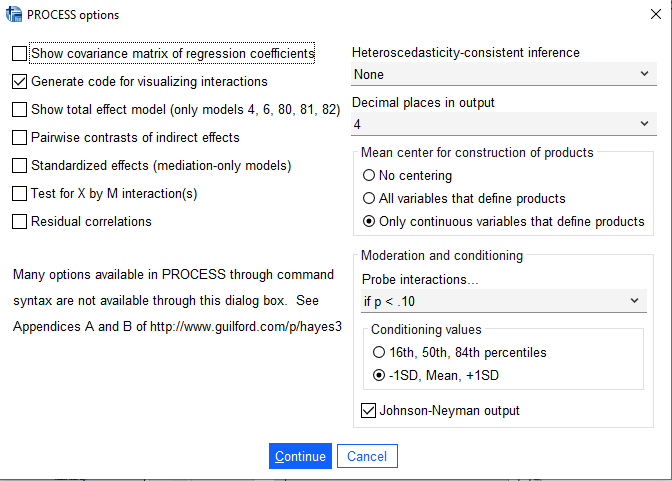 PROCESS options
Show covariance matrix of regression coefficients
Generate code for visualizing interactions
Show total effect model (only models 4, 6, 80, 81, 82)
Pairwise contrasts of indirect effects
Standardized effects (mediation-only models)
Test for X by M interaction(s)
Residual correlations
Many options available in PROCESS through command
syntax are not available through this dialog box. See
Appendices A and B of http://www.guilford.com/p/hayes3
Heteroscedasticity-consistent inference
None
Decimal places in output
4
Mean center for construction of products
No centering
All variables that define products
Only continuous variables that define products
Moderation and conditioning
Probe interactions...
if p < .10
Conditioning values
16th, 50th, 84th percentiles
-1SD, Mean, +1SD
Johnson-Neyman output
Continue
Cancel